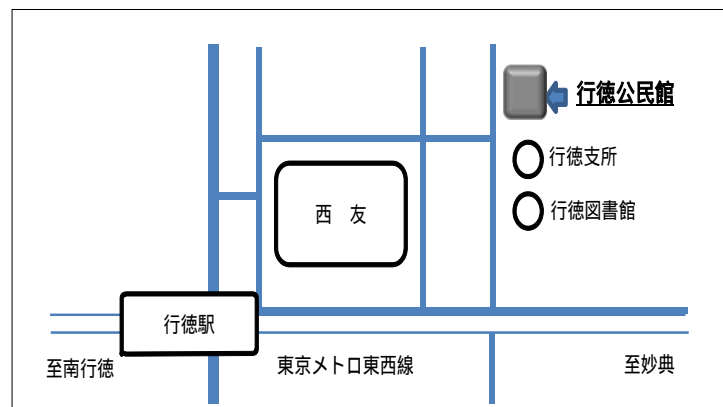 行徳公民館
行徳支所
行徳図書館
西　友
行徳駅
至南行徳
東京メトロ東西線
至妙典